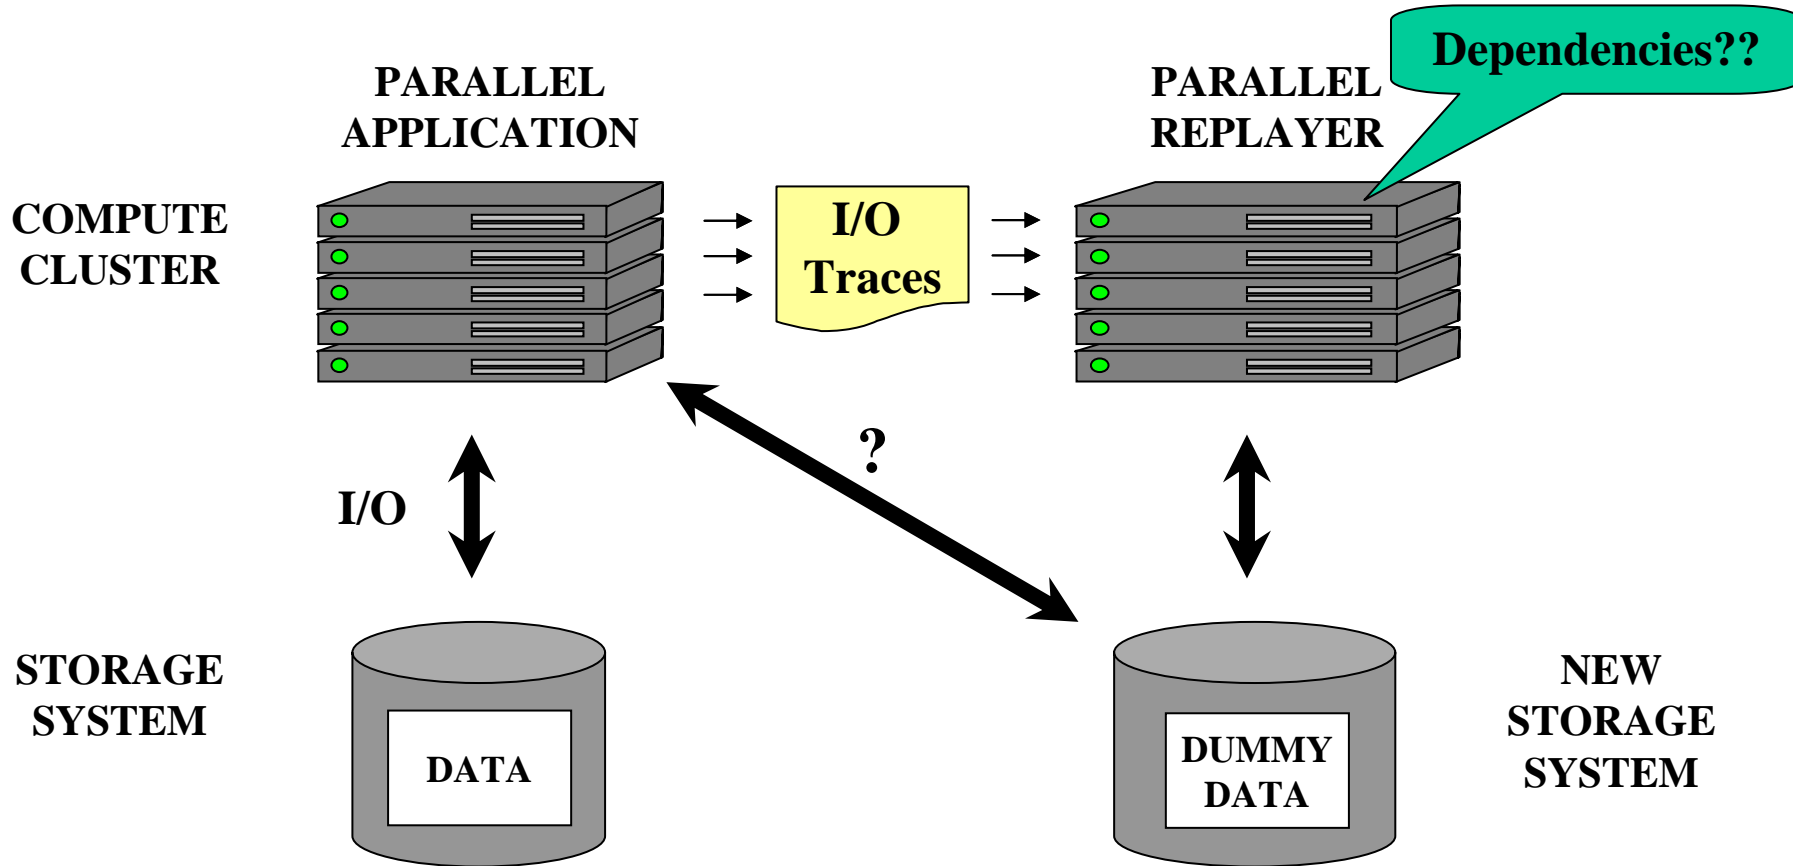 Dependencies??
PARALLEL
APPLICATION
PARALLEL
REPLAYER
COMPUTE
CLUSTER
I/O
Traces
?
I/O
STORAGE
SYSTEM
DATA
DUMMY
DATA
NEW
STORAGE
SYSTEM